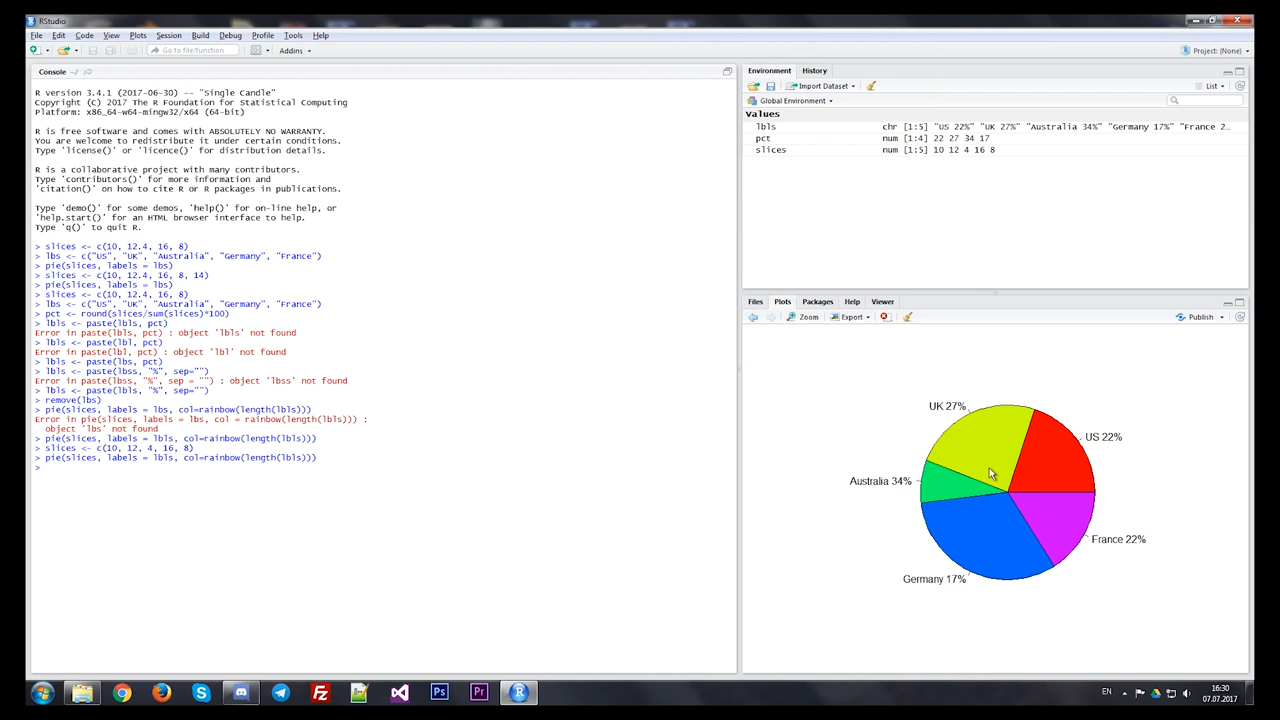 RStudio
File Edit Code View Plots Session Build Debug Profile Tools Help
Go to file/function Addins Project: (None)
Console ~/
R version 3.4.1 (2017-06-30) -- "Single Candle"
Copyright (C) 2017 The R Foundation for Statistical Computing
Platform: x86_64-w64-mingw32/x64 (64-bit)
R is free software and comes with ABSOLUTELY NO WARRANTY.
You are welcome to redistribute it under certain conditions.
Type 'license()' or 'licence()' for distribution details.
R is a collaborative project with many contributors.
Type 'contributors()' for more information and
'citation()' on how to cite R or R packages in publications.
Type 'demo()' for some demos, 'help()' for on-line help, or
'help.start()' for an HTML browser interface to help.
Type 'q()' to quit R.
> slices <- c(10, 12.4, 16, 8)
> lbs <- c("US", "UK", "Australia", "Germany", "France")
> pie(slices, labels = lbs)
> slices <- c(10, 12.4, 16, 8, 14)
> pie(slices, labels = lbs)
> slices <- c(10, 12.4, 16, 8)
> lbs <- c("US", "UK", "Australia", "Germany", "France")
> pct <- round(slices/sum(slices)*100)
> lbls <- paste(lbls, pct)
Error in paste(lbls, pct) : object 'lbls' not found
> lbls <- paste(lbl, pct)
Error in paste(lbl, pct) : object 'lbl' not found
> lbls <- paste(lbs, pct)
> lbls <- paste(lbss, "%", sep="")
Error in paste(lbss, "%", sep = "") : object 'lbss' not found
> lbls <- paste(lbls, "%", sep="")
> remove(lbs)
> pie(slices, labels = lbs, col=rainbow(length(lbls)))
Error in pie(slices, labels = lbs, col = rainbow(length(lbls))) :
object 'lbs' not found
> pie(slices, labels = lbls, col=rainbow(length(lbls)))
> slices <- c(10, 12, 4, 16, 8)
> pie(slices, labels = lbls, col=rainbow(length(lbls)))
>
Environment History
Import Dataset List
Global Environment
Values
lbls chr [1:5] "US 22%" "UK 27%" "Australia 34%" "Germany 17%" "France 2...
pct num [1:4] 22 27 34 17
slices num [1:5] 10 12 4 16 8
Files Plots Packages Help Viewer
Zoom Export Publish
UK 27%
US 22%
Australia 34%
France 22%
Germany 17%
Fz Ps Pr R EN 16:30
07.07.2017